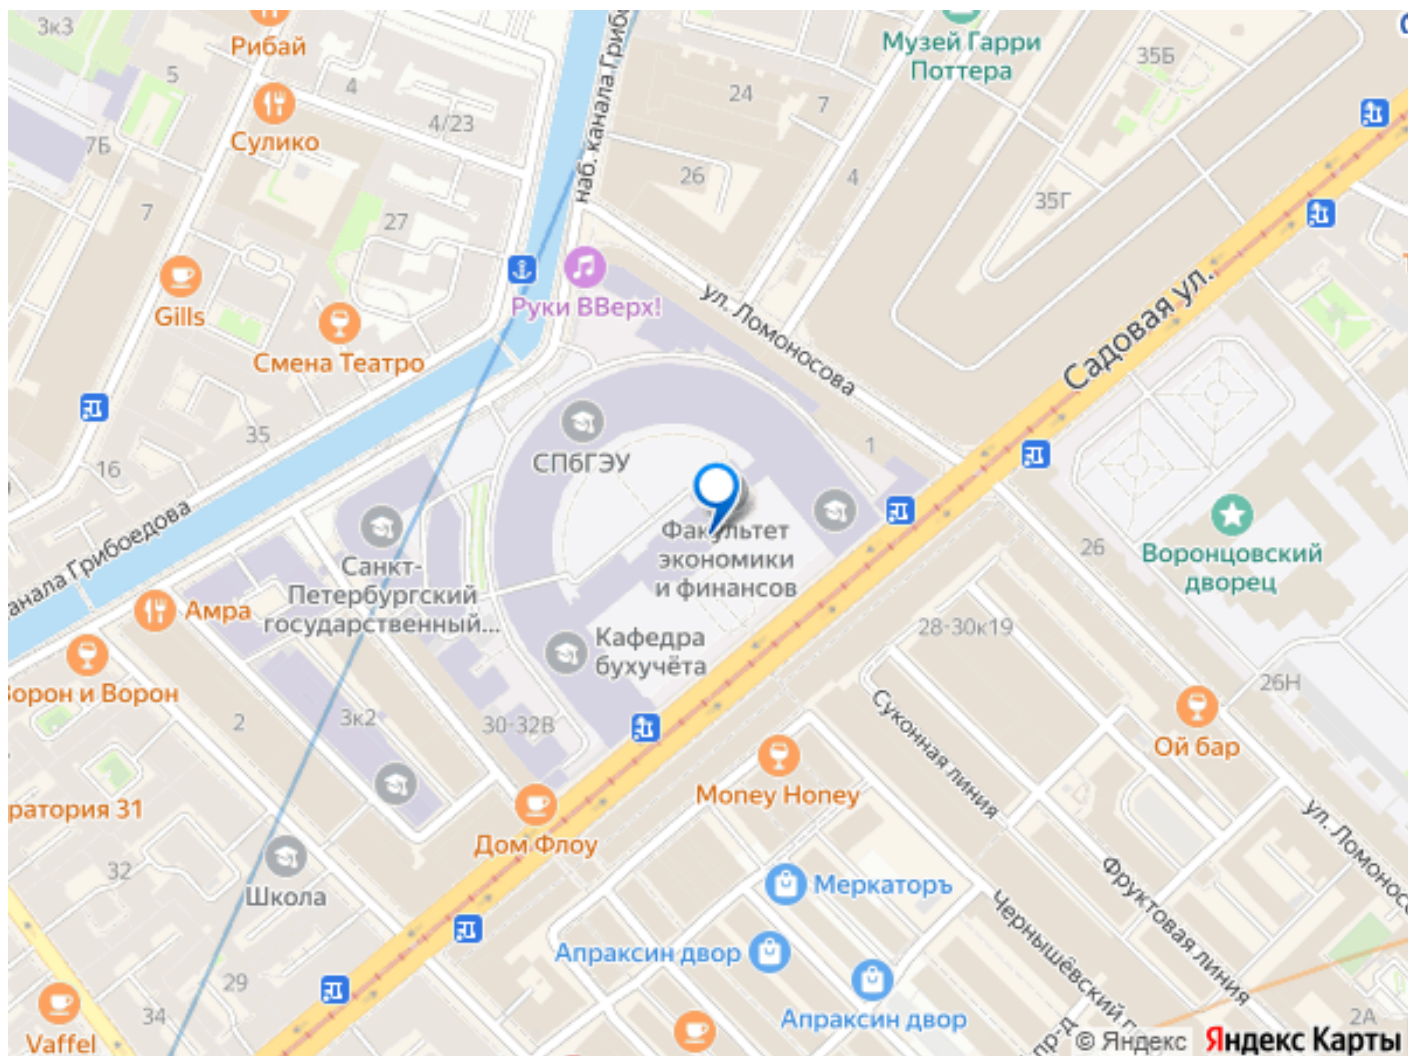 3к3
Рибай
5
4
Сулико
4/23
7Б
7
27
Gills
Смена Театро
35
16
наб. канала Грибо
24
7
26
4
Музей Гарри
Поттера
35Б
35Г
Руки ВВерх!
ул. Ломоносова
Садовая ул.
1
СПбГЭУ
Факультет
экономики
и финансов
Санкт-
Петербургский
государственный...
Кафедра
бухучёта
анала Грибоедова
Амра
Ворон и Ворон
2
3к2
30-32В
28-30к19
26
Воронцовский
дворец
26Н
Суконная линия
Ой бар
Money Honey
Дом Флоу
ратория 31
32
Школа
29
34
Vaffel
Меркаторъ
Апраксин двор
Апраксин двор
Фруктовая линия
Чернышёвский п
ул. Ломоносо
пр-д
2А
© Яндекс Яндекс Карты